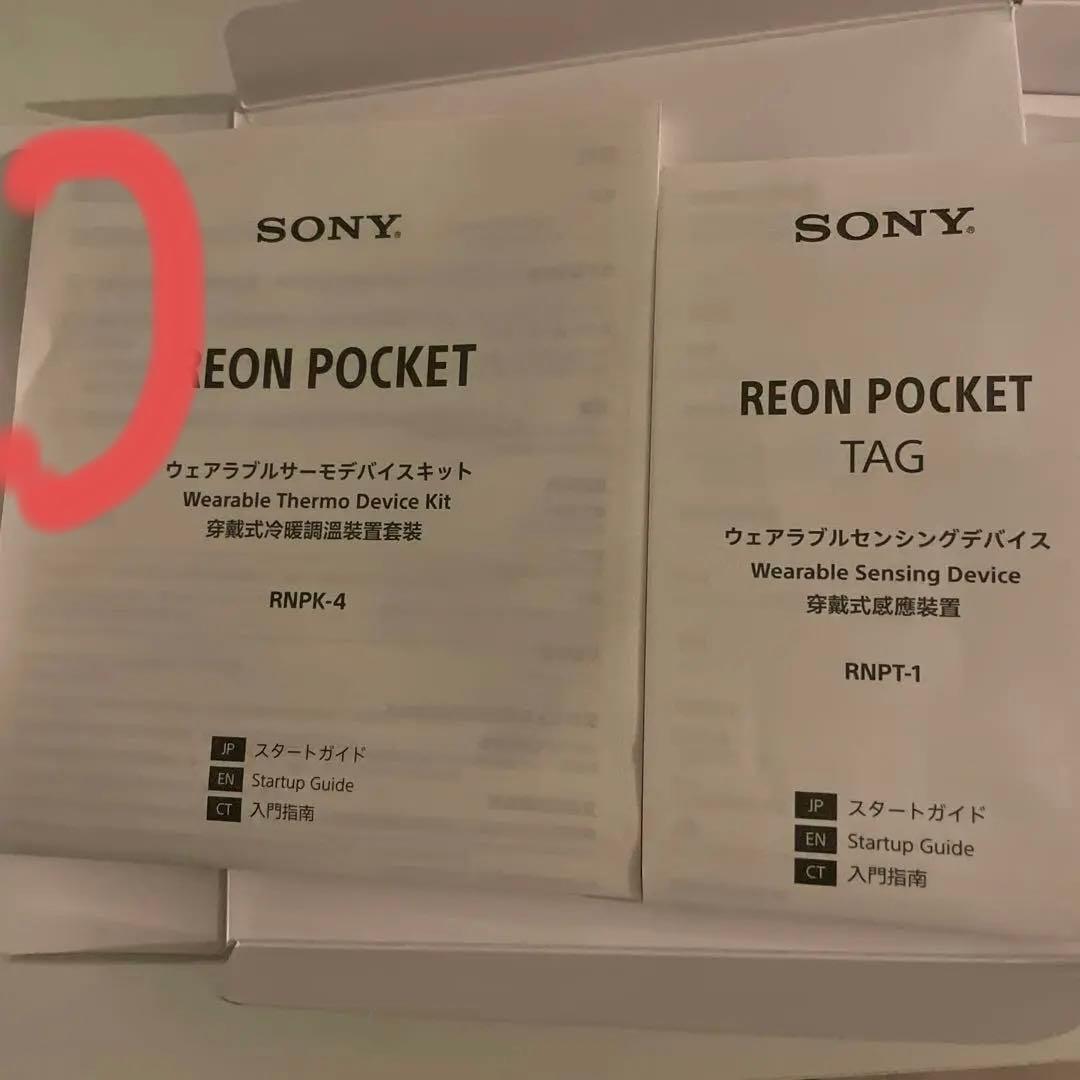 SONY®
REON POCKET
ウェアラブルサーモデバイスキット
Wearable Thermo Device Kit
穿戴式冷暖調溫裝置套裝
RNPK-4
JP スタートガイド
EN Startup Guide
CT 入門指南
SONY®
REON POCKET
TAG
ウェアラブルセンシングデバイス
Wearable Sensing Device
穿戴式感應裝置
RNPT-1
JP スタートガイド
EN Startup Guide
CT 入門指南